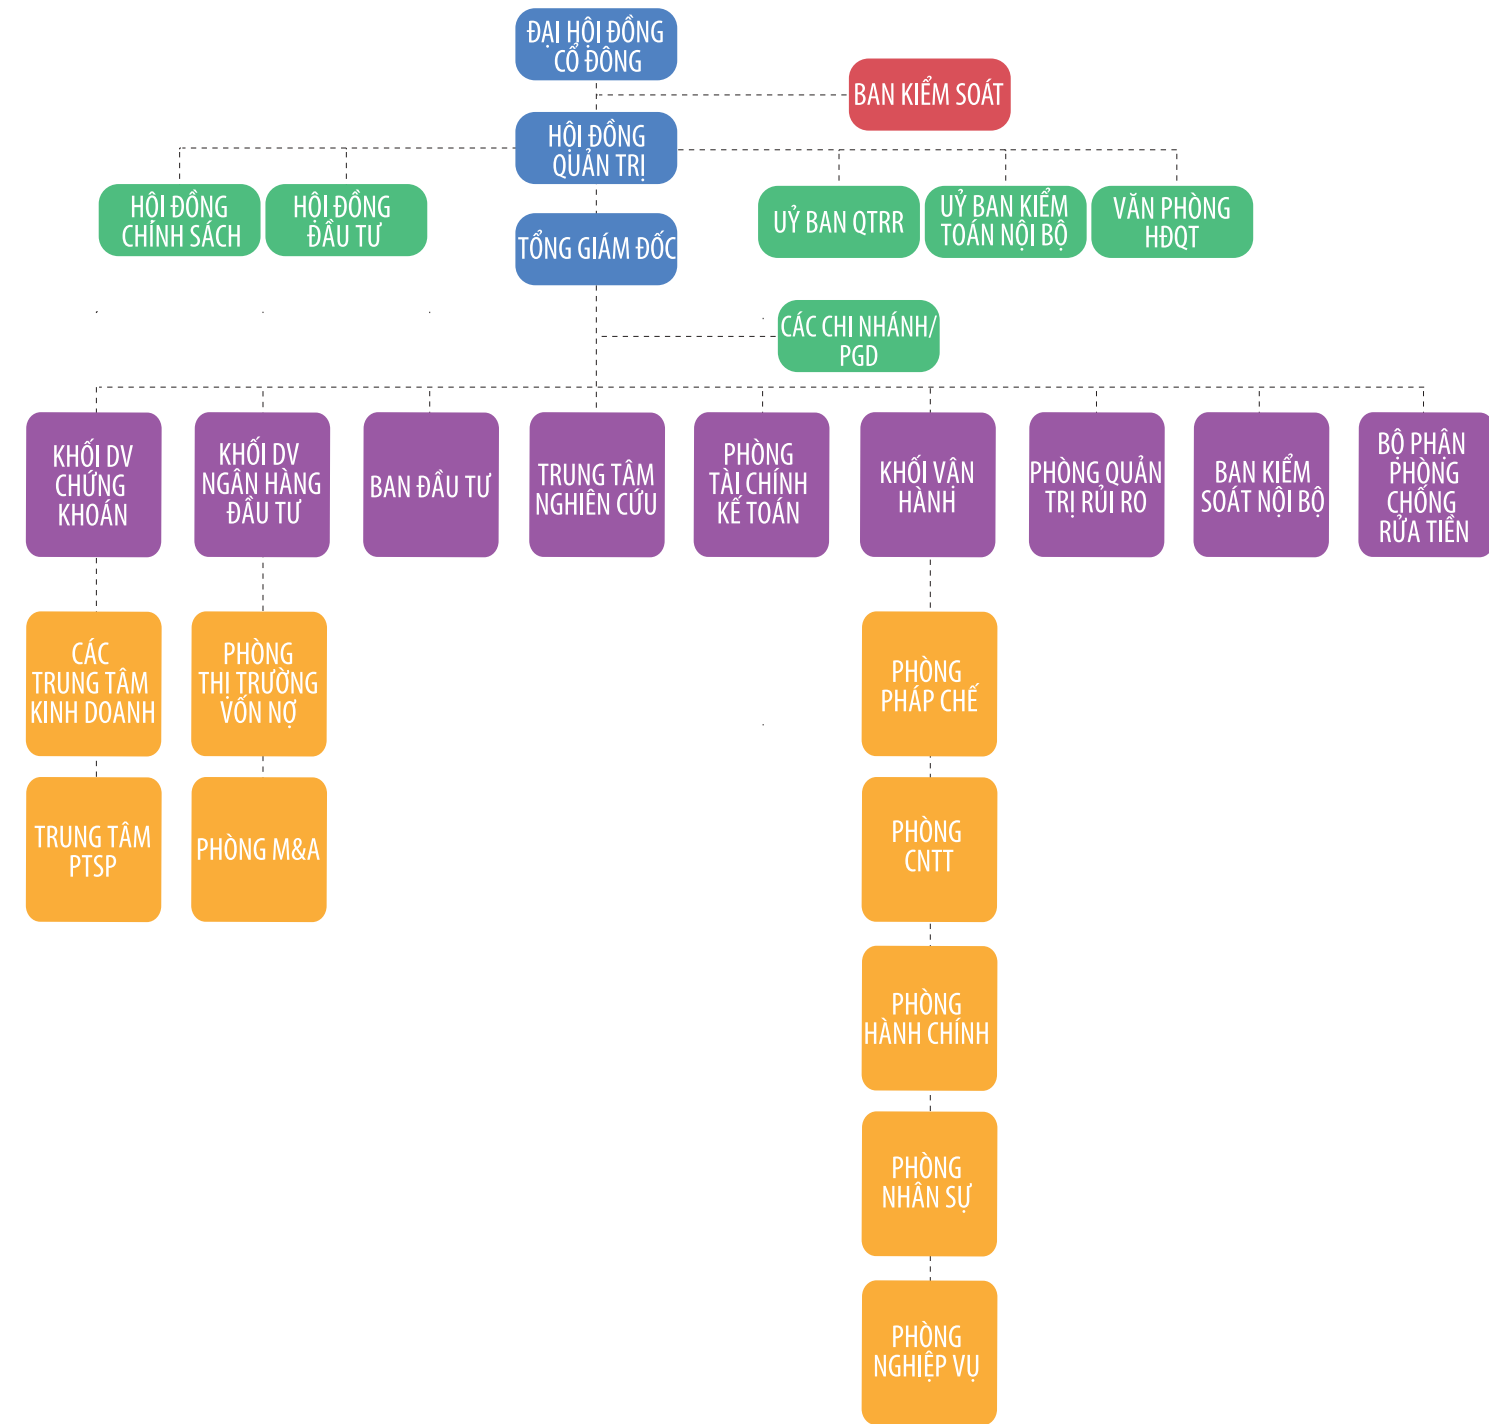 ĐẠI HỘI ĐỒNG
CỔ ĐÔNG
BAN KIỂM SOÁT
HỘI ĐỒNG
QUẢN TRỊ
HỘI ĐỒNG
CHÍNH SÁCH
HỘI ĐỒNG
ĐẦU TƯ
TỔNG GIÁM ĐỐC
UỶ BAN QTRR
UỶ BAN KIỂM
TOÁN NỘI BỘ
VĂN PHÒNG
HĐQT
CÁC CHI NHÁNH/
PGD
KHỐI DV
CHỨNG
KHOÁN
KHỐI DV
NGÂN HÀNG
ĐẦU TƯ
BAN ĐẦU TƯ
TRUNG TÂM
NGHIÊN CỨU
PHÒNG
TÀI CHÍNH
KẾ TOÁN
KHỐI VẬN
HÀNH
PHÒNG QUẢN
TRỊ RỦI RO
BAN KIỂM
SOÁT NỘI BỘ
BỘ PHẬN
PHÒNG
CHỐNG
RỬA TIỀN
CÁC
TRUNG TÂM
KINH DOANH
PHÒNG
THỊ TRƯỜNG
VỐN NỢ
PHÒNG
PHÁP CHẾ
TRUNG TÂM
PTSP
PHÒNG M&A
PHÒNG
CNTT
PHÒNG
HÀNH CHÍNH
PHÒNG
NHÂN SỰ
PHÒNG
NGHIỆP VỤ